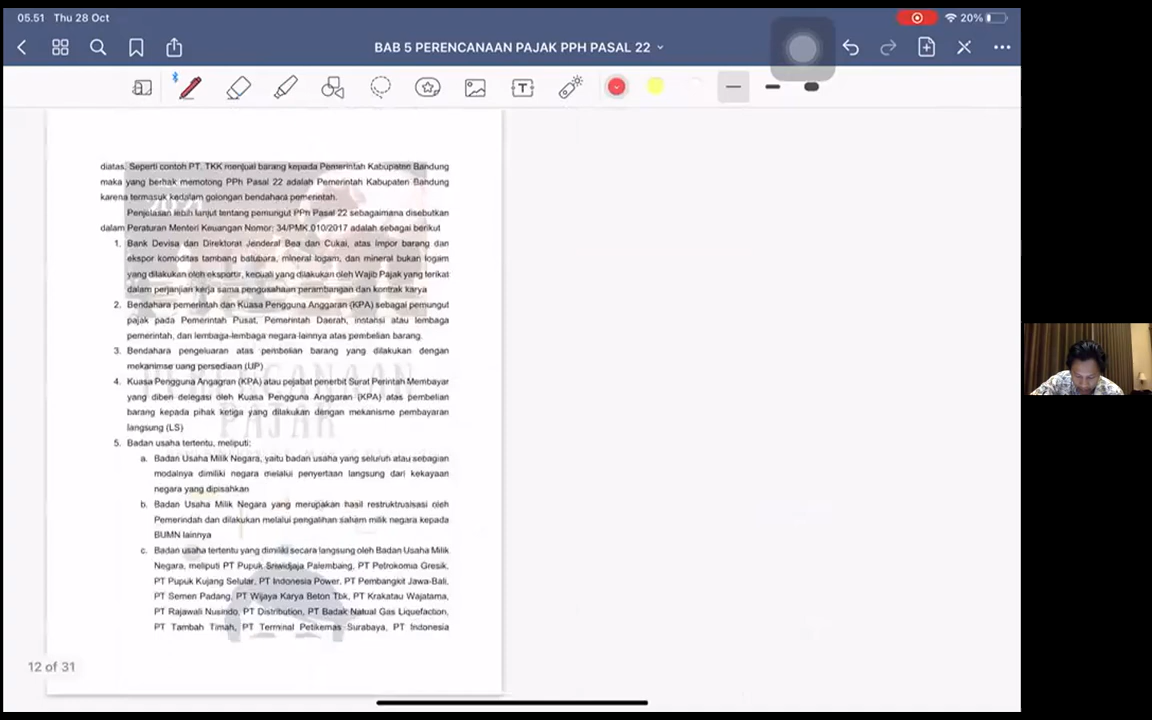 05.51 Thu 28 Oct
20%
BAB 5 PERENCANAAN PAJAK PPH PASAL 22
diatas. Seperti contoh PT. TKK menjual barang kepada Pemerintah Kabupaten Bandung
maka yang berhak memotong PPh Pasal 22 adalah Pemerintah Kabupaten Bandung
karena termasuk kedalam golongan bendahara pemerintah.
Penjelasan lebih lanjut tentang pemungut PPh Pasal 22 sebagaimana disebutkan
dalam Peraturan Menteri Keuangan Nomor: 34/PMK.010/2017 adalah sebagai berikut
1. Bank Devisa dan Direktorat Jenderal Bea dan Cukai, atas impor barang dan
ekspor komoditas tambang batubara, mineral logam, dan mineral bukan logam
yang dilakukan oleh eksportir, kecuali yang dilakukan oleh Wajib Pajak yang terikat
dalam perjanjian kerja sama pengusahaan perambangan dan kontrak karya
2. Bendahara pemerintah dan Kuasa Pengguna Anggaran (KPA) sebagai pemungut
pajak pada Pemerintah Pusat, Pemerintah Daerah, instansi atau lembaga
pemerintah, dan lembaga-lembaga negara lainnya atas pembelian barang.
3. Bendahara pengeluaran atas pembelian barang yang dilakukan dengan
mekanimse uang persediaan (UP)
4. Kuasa Pengguna Angagran (KPA) atau pejabat penerbit Surat Perintah Membayar
yang diberi delegasi oleh Kuasa Pengguna Anggaran (KPA) atas pembelian
barang kepada pihak ketiga yang dilakukan dengan mekanisme pembayaran
langsung (LS)
PERENCANAAN
PAJAK
5. Badan usaha tertentu, meliputi:
a. Badan Usaha Milik Negara, yaitu badan usaha yang seluruh atau sebagian
modalnya dimiliki negara melalui penyertaan langsung dari kekayaan
negara yang dipisahkan
b. Badan Usaha Milik Negara yang merupakan hasil restruktrusisasi oleh
Pemerindah dan dilakukan melalui pengalihan saham milik negara kepada
BUMN lainnya
c. Badan usaha tertentu yang dimiliki secara langsung oleh Badan Usaha Milik
Negara, meliputi PT Pupuk Sriwidjaja Palembang, PT Petrokomia Gresik,
PT Pupuk Kujang Selular, PT Indonesia Power, PT Pembangkit Jawa-Bali,
PT Semen Padang, PT Wijaya Karya Beton Tbk, PT Krakatau Wajatama,
PT Rajawali Nusindo, PT Distribution, PT Badak Natual Gas Liquefaction,
PT Tambah Timah, PT Terminal Petikemas Surabaya, PT Indonesia
12 of 31